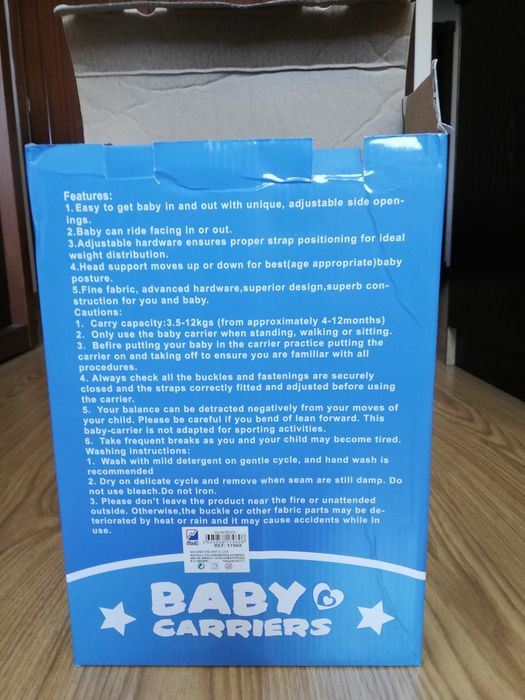 Features:
1.Easy to get baby in and out with unique, adjustable side open-
ings.
2.Baby can ride facing in or out.
3.Adjustable hardware ensures proper strap positioning for ideal
weight distribution.
4.Head support moves up or down for best(age appropriate)baby
posture.
5.Fine fabric, advanced hardware,superior design,superb con-
struction for you and baby.
Cautions:
1. Carry capacity:3.5-12kgs (from approximately 4-12months)
2. Only use the baby carrier when standing, walking or sitting.
3. Befire putting your baby in the carrier practice putting the
carrier on and taking off to ensure you are familiar with all
procedures.
4. Always check all the buckles and fastenings are securely
closed and the straps correctly fitted and adjusted before using
the carrier.
5. Your balance can be detracted negatively from your moves of
your child. Please be careful if you bend of lean forward. This
baby-carrier is not adapted for sporting activities.
6. Take frequent breaks as you and your child may become tired.
Washing instructions:
1. Wash with mild detergent on gentle cycle, and hand wash is
recommended
2. Dry on delicate cycle and remove when seam are still damp. Do
not use bleach.Do not iron.
3. Please don't leave the product near the fire or unattended
outside. Otherwise,the buckle or other fabric parts may be de-
teriorated by heat or rain and it may cause accidents while in
use.
REF. 17969
BABY
CARRIERS